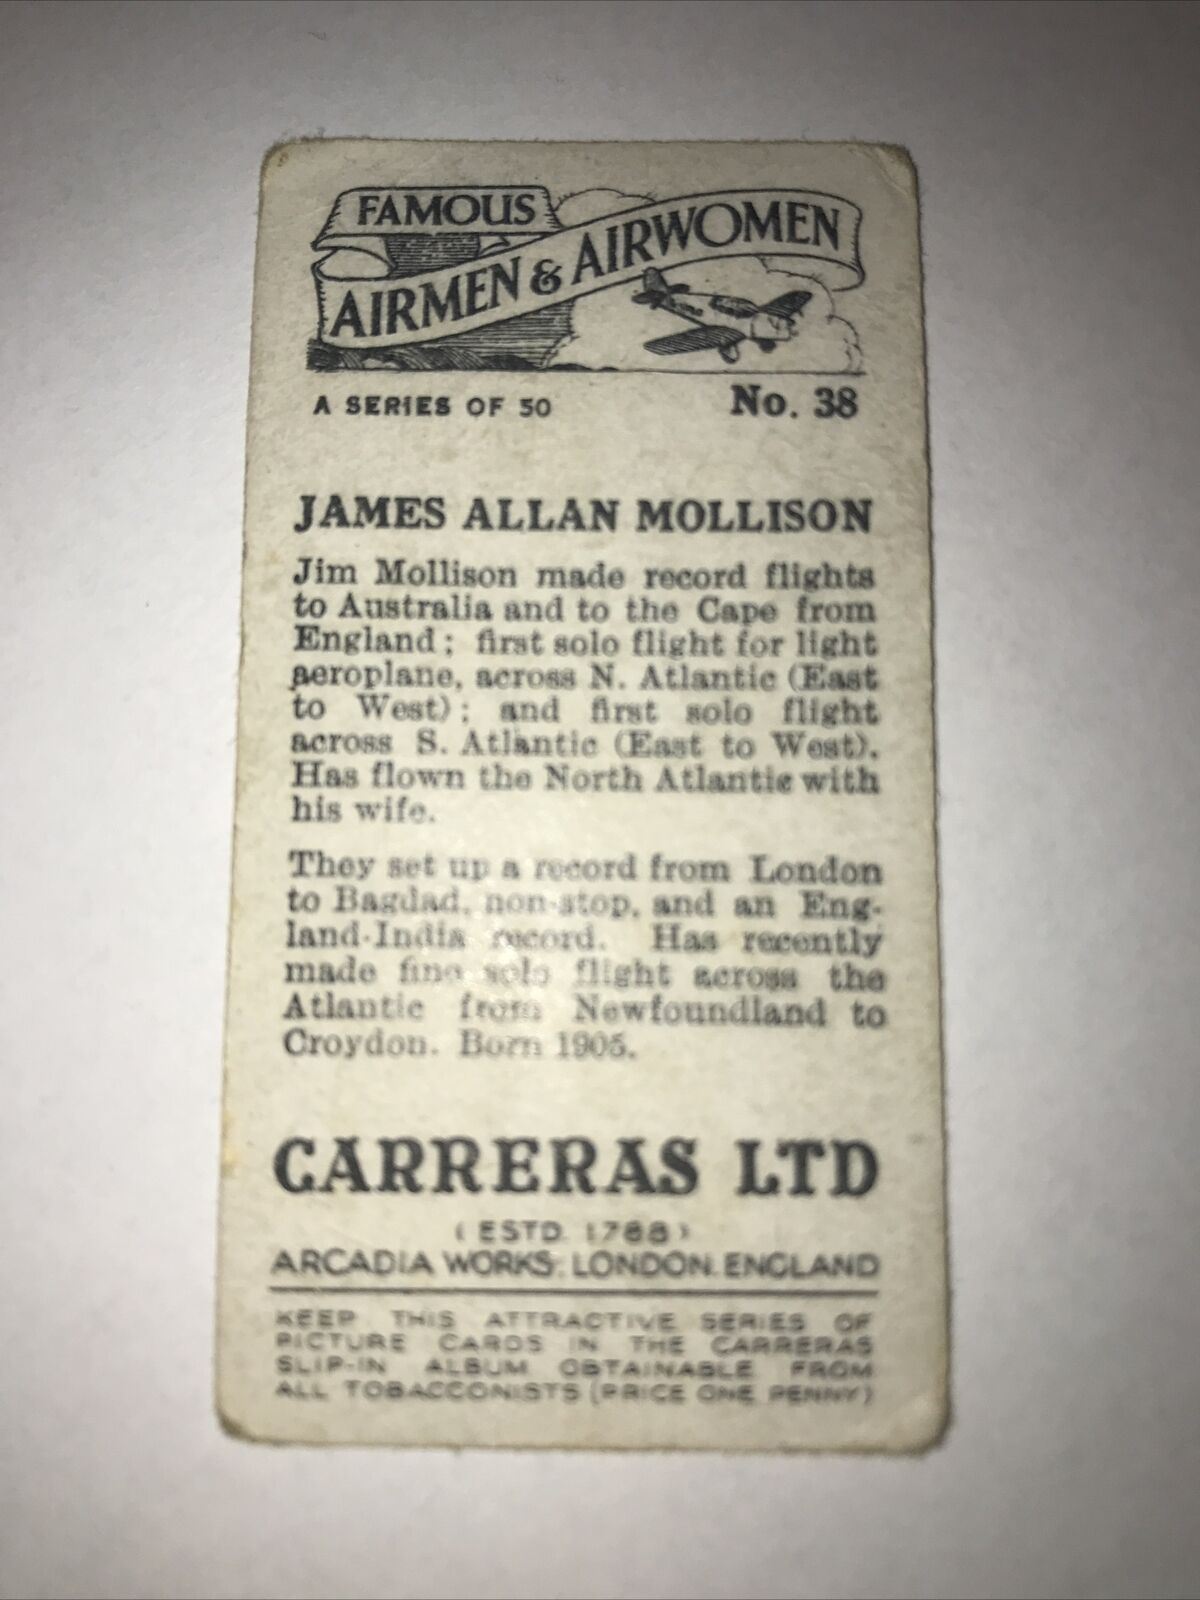 FAMOUS
AIRMEN & AIRWOMEN
A SERIES OF 50 No. 38
JAMES ALLAN MOLLISON
Jim Mollison made record flights
to Australia and to the Cape from
England; first solo flight for light
aeroplane, across N. Atlantic (East
to West); and first solo flight
across S. Atlantic (East to West).
Has flown the North Atlantic with
his wife.
They set up a record from London
to Bagdad, non-stop, and an Eng-
land-India record. Has recently
made fine solo flight across the
Atlantic from Newfoundland to
Croydon. Born 1905.
CARRERAS LTD
(ESTD. 1788)
ARCADIA WORKS, LONDON, ENGLAND
KEEP THIS ATTRACTIVE SERIES OF
PICTURE CARDS IN THE CARRERAS
SLIP-IN ALBUM OBTAINABLE FROM
ALL TOBACCONISTS (PRICE ONE PENNY)